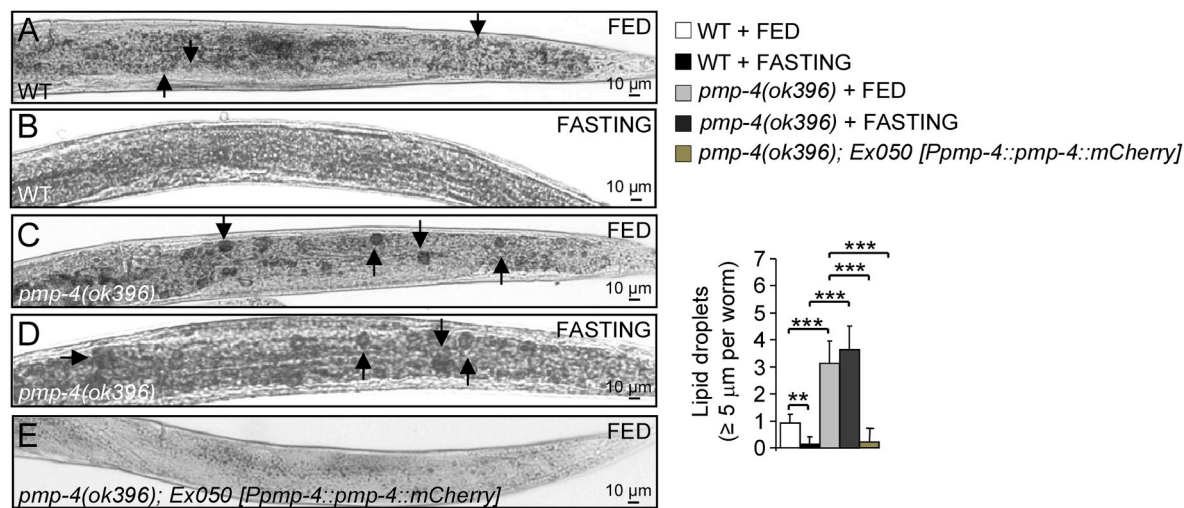 A
FED
WT
10 µm
B
FASTING
WT
10 µm
C
FED
pmp-4(ok396)
10 µm
D
FASTING
pmp-4(ok396)
10 µm
E
FED
pmp-4(ok396); Ex050 [Ppmp-4::pmp-4::mCherry]
10 µm
WT + FED
WT + FASTING
pmp-4(ok396) + FED
pmp-4(ok396) + FASTING
pmp-4(ok396); Ex050 [Ppmp-4::pmp-4::mCherry]
Lipid droplets
(≥ 5 µm per worm)
7
6
5
4
3
2
1
0
***
***
***
***
**